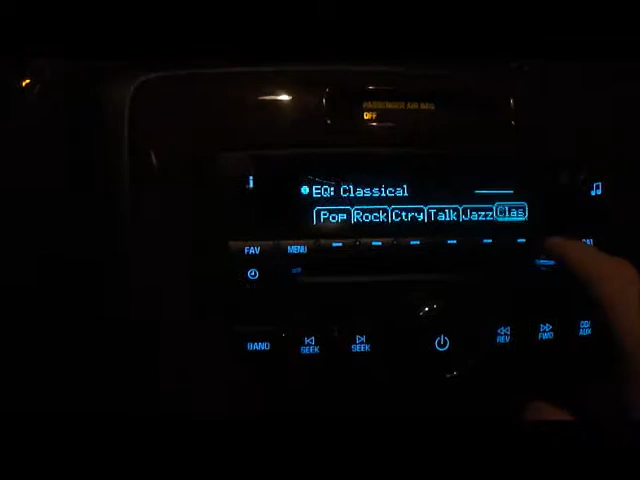 PASSENGER AIR BAG
OFF
i
EQ: Classical
Pop Rock Ctry Talk Jazz Clas
FAV MENU
BAND SEEK SEEK REV FWD CD/AUX